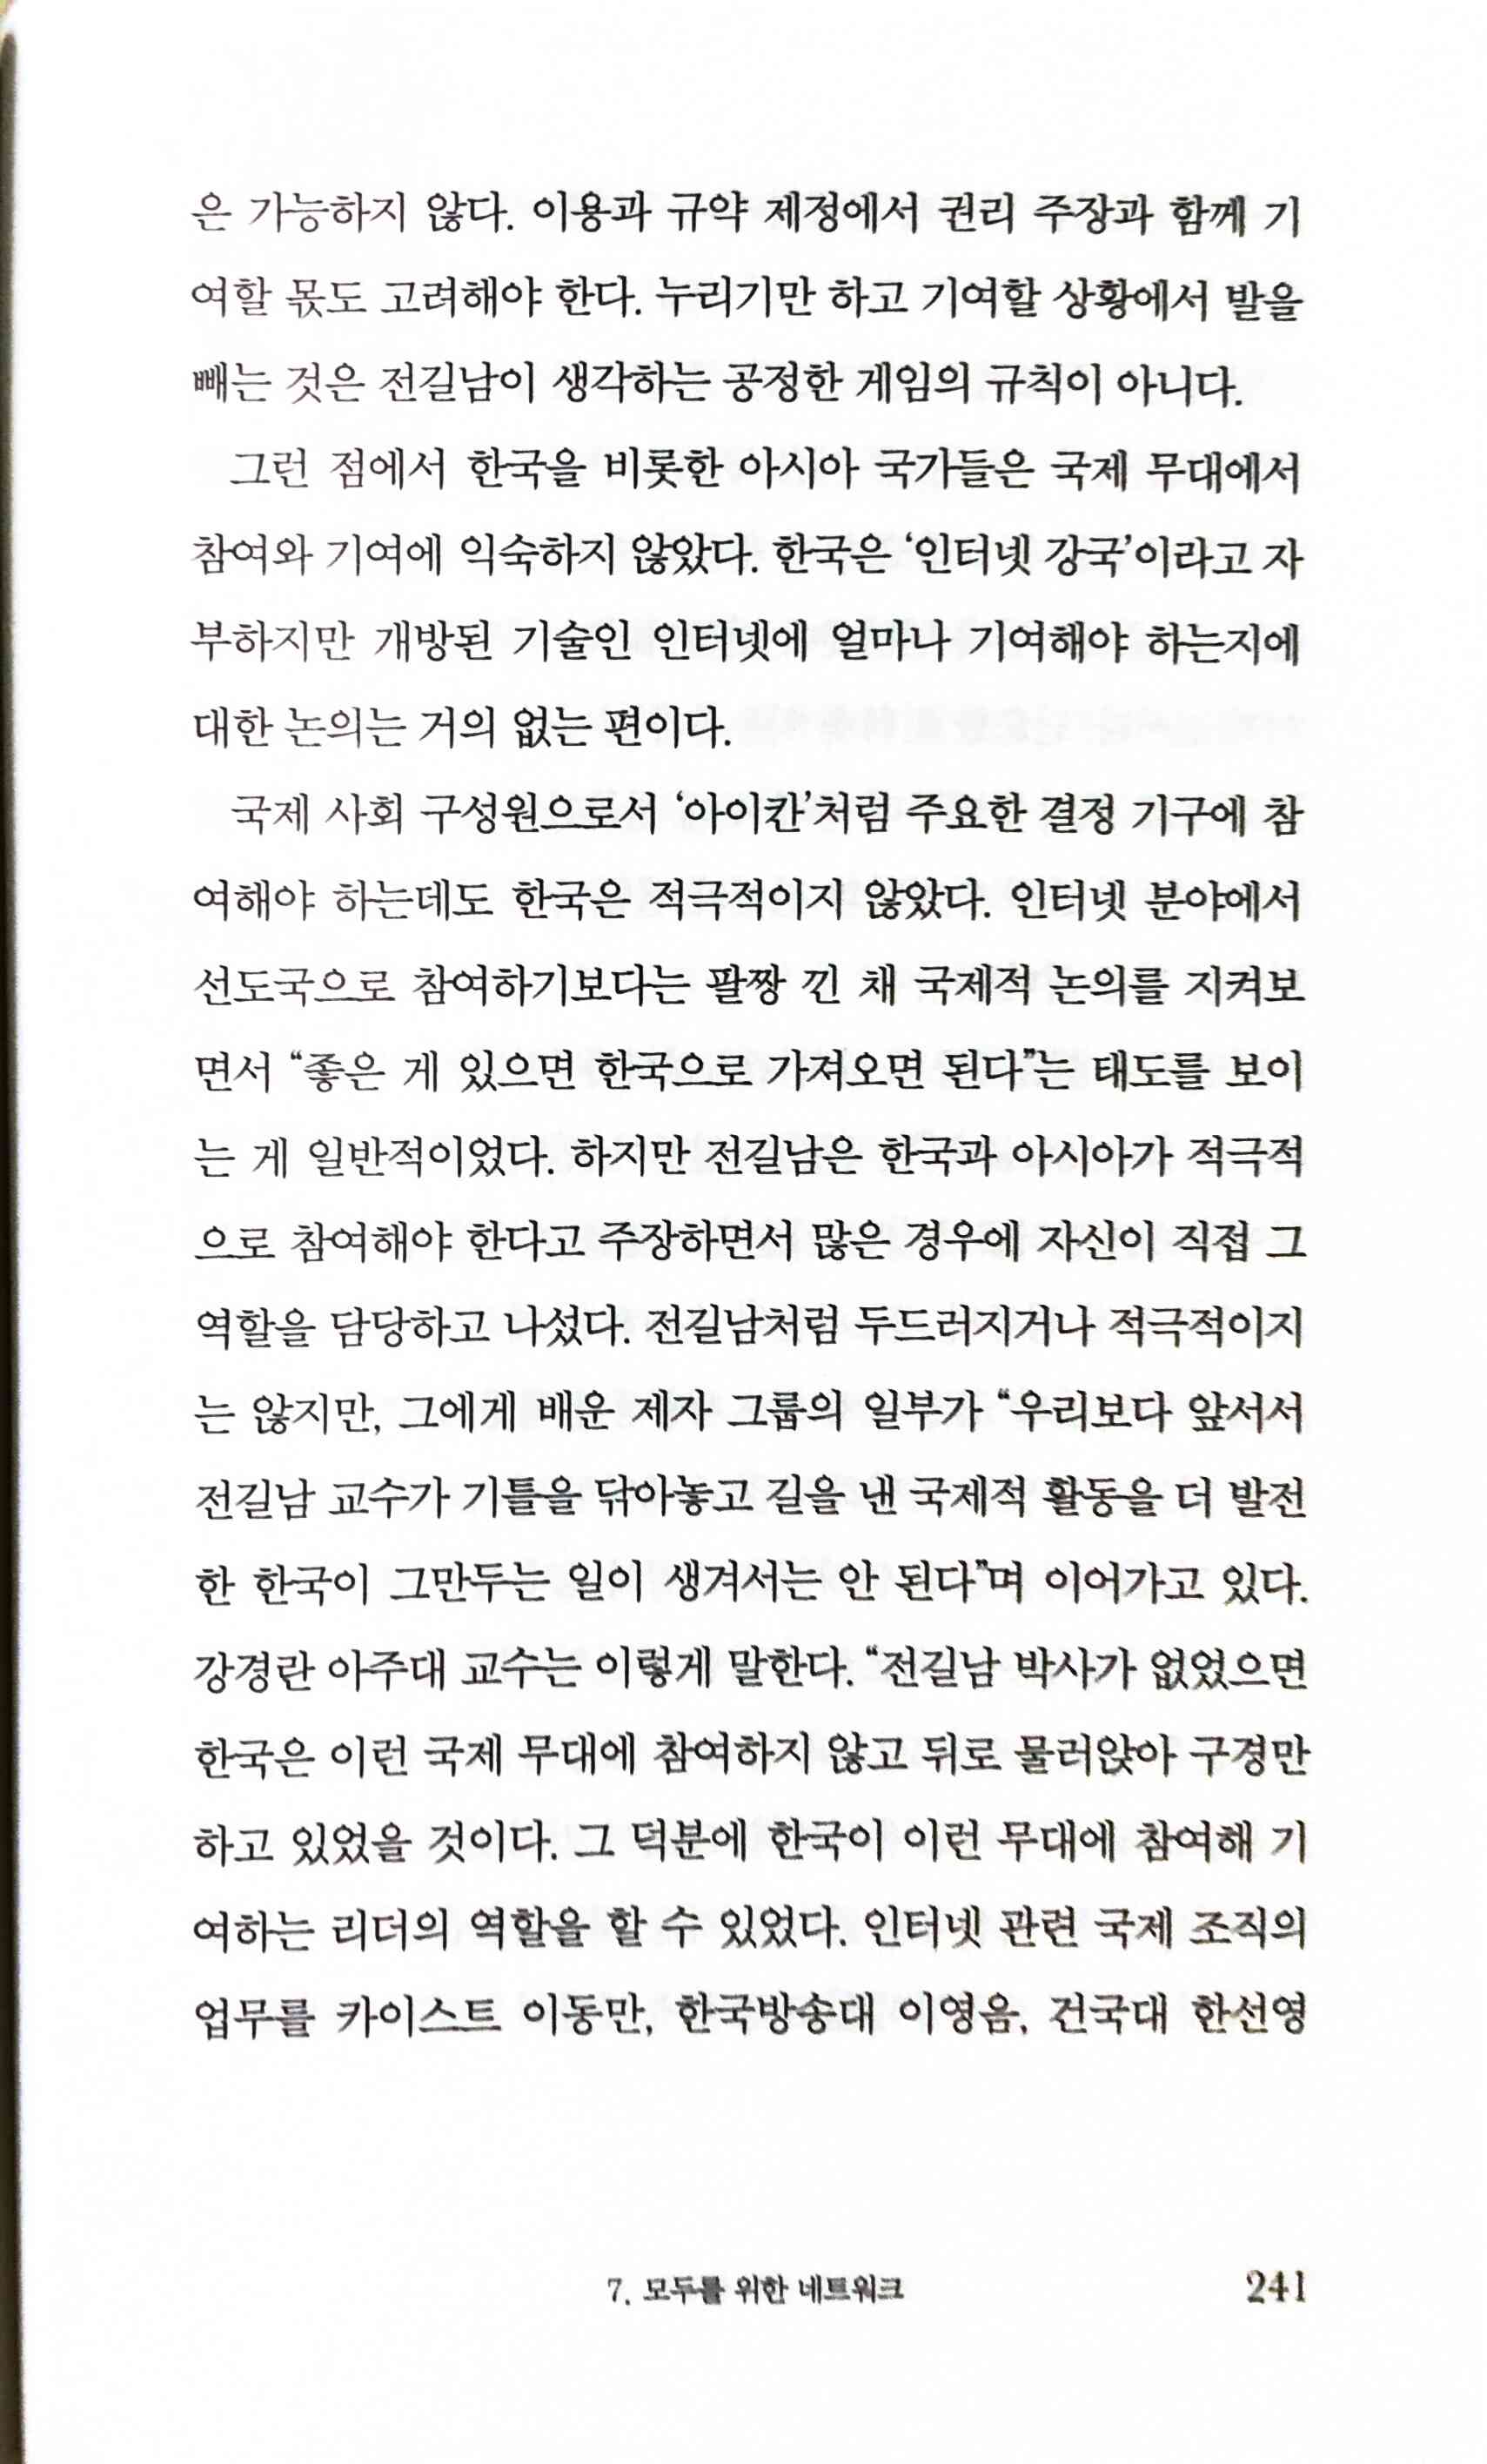 은 가능하지 않다. 이용과 규약 제정에서 권리 주장과 함께 기
여할 몫도 고려해야 한다. 누리기만 하고 기여할 상황에서 발을
빼는 것은 전길남이 생각하는 공정한 게임의 규칙이 아니다.
그런 점에서 한국을 비롯한 아시아 국가들은 국제 무대에서
참여와 기여에 익숙하지 않았다. 한국은 ‘인터넷 강국’이라고 자
부하지만 개방된 기술인 인터넷에 얼마나 기여해야 하는지에
대한 논의는 거의 없는 편이다.
국제 사회 구성원으로서 ‘아이칸’처럼 주요한 결정 기구에 참
여해야 하는데도 한국은 적극적이지 않았다. 인터넷 분야에서
선도국으로 참여하기보다는 팔짱 낀 채 국제적 논의를 지켜보
면서 “좋은 게 있으면 한국으로 가져오면 된다”는 태도를 보이
는 게 일반적이었다. 하지만 전길남은 한국과 아시아가 적극적
으로 참여해야 한다고 주장하면서 많은 경우에 자신이 직접 그
역할을 담당하고 나섰다. 전길남처럼 두드러지거나 적극적이지
는 않지만, 그에게 배운 제자 그룹의 일부가 “우리보다 앞서서
전길남 교수가 기틀을 닦아놓고 길을 낸 국제적 활동을 더 발전
한 한국이 그만두는 일이 생겨서는 안 된다”며 이어가고 있다.
강경란 아주대 교수는 이렇게 말한다. “전길남 박사가 없었으면
한국은 이런 국제 무대에 참여하지 않고 뒤로 물러앉아 구경만
하고 있었을 것이다. 그 덕분에 한국이 이런 무대에 참여해 기
여하는 리더의 역할을 할 수 있었다. 인터넷 관련 국제 조직의
업무를 카이스트 이동만, 한국방송대 이영음, 건국대 한선영
7. 모두를 위한 네트워크
241